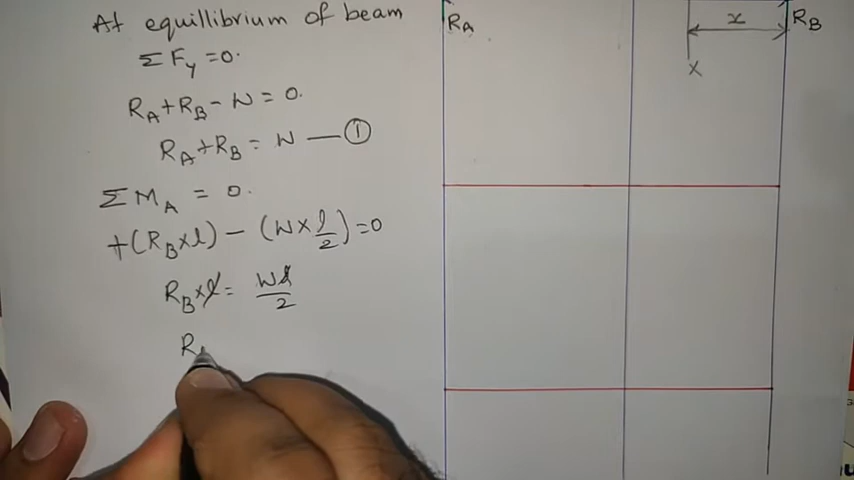 At equillibrium of beam
ΣFy = 0.
RA + RB - W = 0.
RA + RB = W — ①
ΣMA = 0.
+(RB×l) - (W×l/2) = 0
RB×l = Wl/2
R
RA
x
RB
X